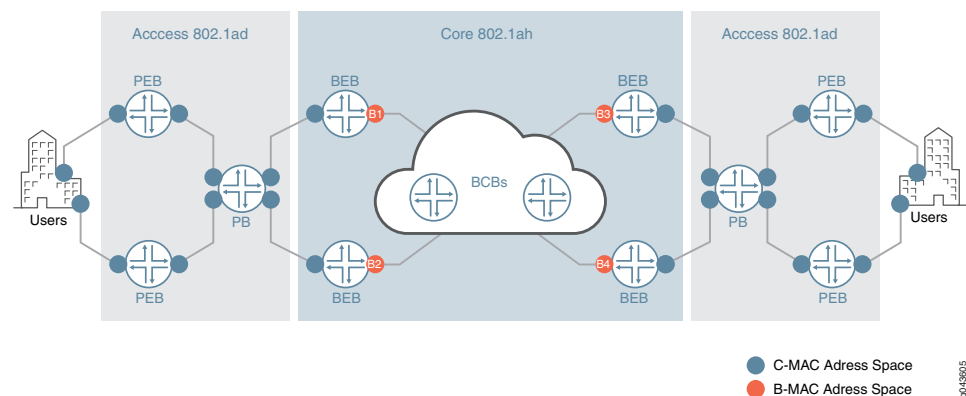 Acccess 802.1ad
Core 802.1ah
Acccess 802.1ad
PEB
BEB
BEB
PEB
B1
B3
BCBs
Users
PB
PB
Users
B2
B4
PEB
BEB
BEB
PEB
C-MAC Adress Space
B-MAC Adress Space